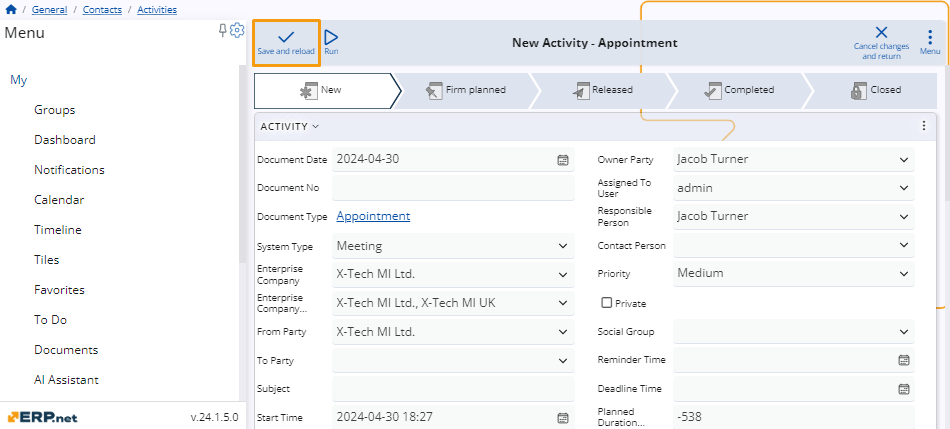 / General / Contacts / Activities
Menu
My
Groups
Dashboard
Notifications
Calendar
Timeline
Tiles
Favorites
To Do
Documents
AI Assistant
ERP.net
v.24.1.5.0
Save and reload
Run
New Activity - Appointment
Cancel changes
and return
Menu
New
Firm planned
Released
Completed
Closed
ACTIVITY
Document Date 2024-04-30
Document No
Document Type Appointment
System Type Meeting
Enterprise
Company X-Tech MI Ltd.
Enterprise
Company... X-Tech MI Ltd., X-Tech MI UK
From Party X-Tech MI Ltd.
To Party
Subject
Start Time 2024-04-30 18:27
Owner Party Jacob Turner
Assigned To
User admin
Responsible
Person Jacob Turner
Contact Person
Priority Medium
Private
Social Group
Reminder Time
Deadline Time
Planned
Duration... -538